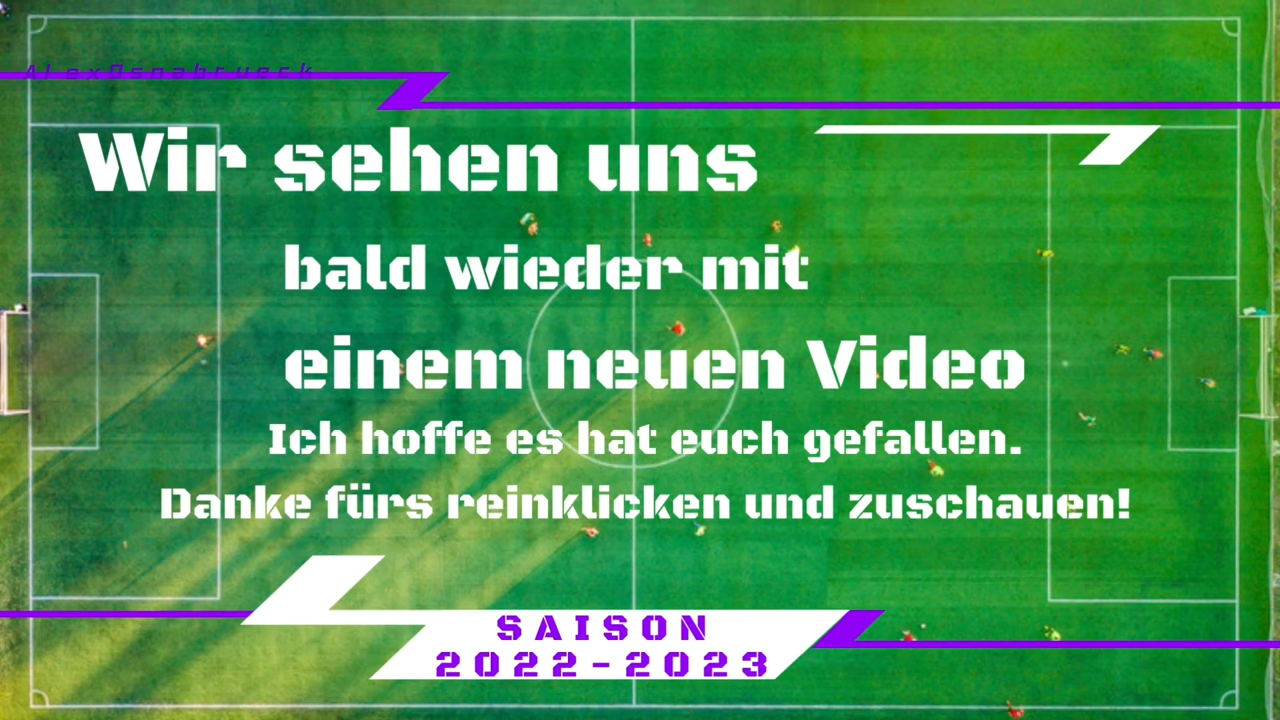 AlexOsnabrueck
Wir sehen uns
bald wieder mit
einem neuen Video
Ich hoffe es hat euch gefallen.
Danke fürs reinklicken und zuschauen!
SAISON
2022-2023